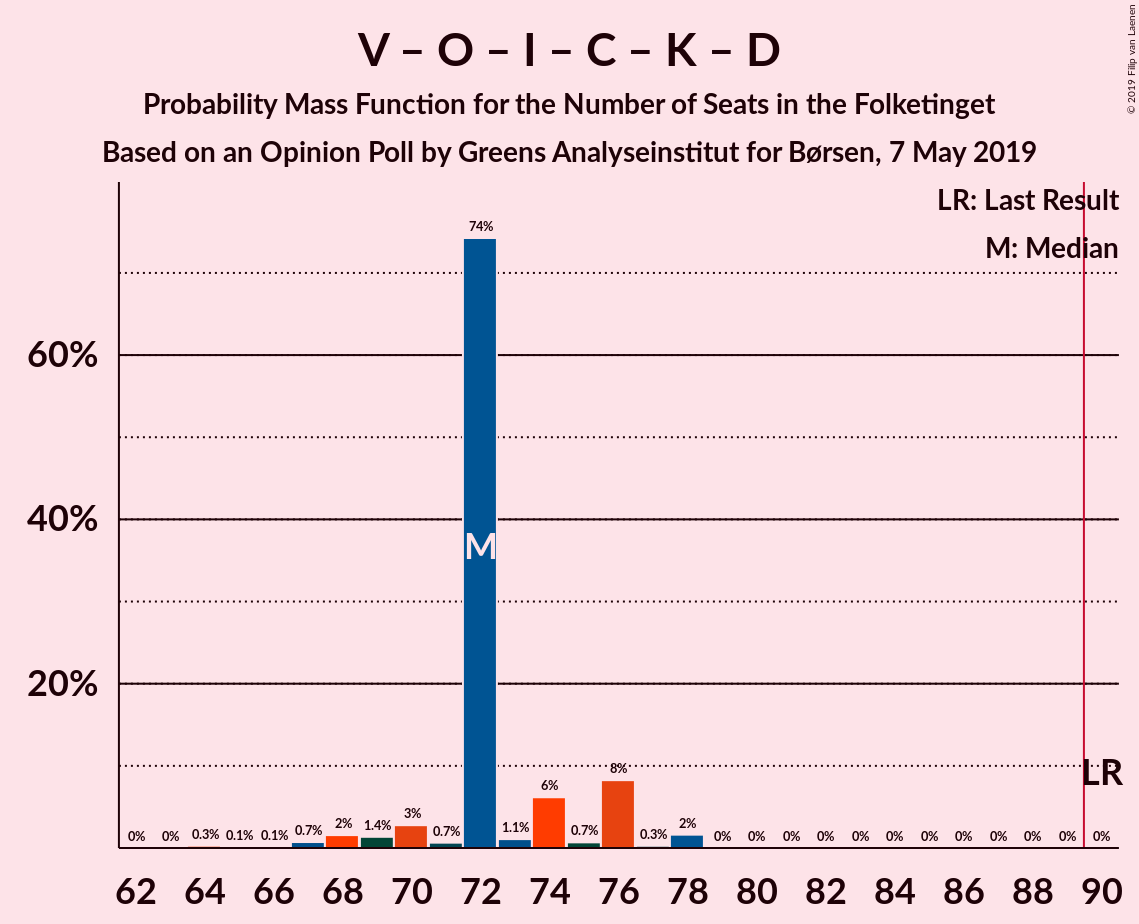 V – O – I – C – K – D
Probability Mass Function for the Number of Seats in the Folketinget
Based on an Opinion Poll by Greens Analyseinstitut for Børsen, 7 May 2019
© 2019 Filip van Laenen
LR: Last Result
M: Median
60%
40%
20%
0% 0% 0.3% 0.1% 0.1% 0.7% 2% 1.4% 3% 0.7% 74% 1.1% 6% 0.7% 8% 0.3% 2% 0% 0% 0% 0% 0% 0% 0% 0% 0% 0% 0% 0%
M
LR
62 64 66 68 70 72 74 76 78 80 82 84 86 88 90